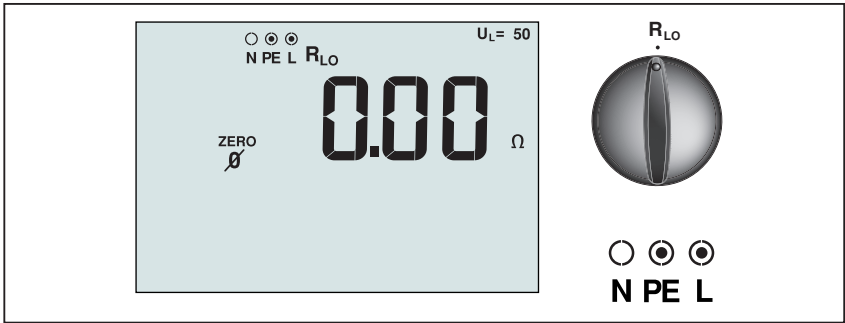 U_L= 50
N PE L R_LO
0.00 Ω
ZERO
Ø
R_LO
N PE L